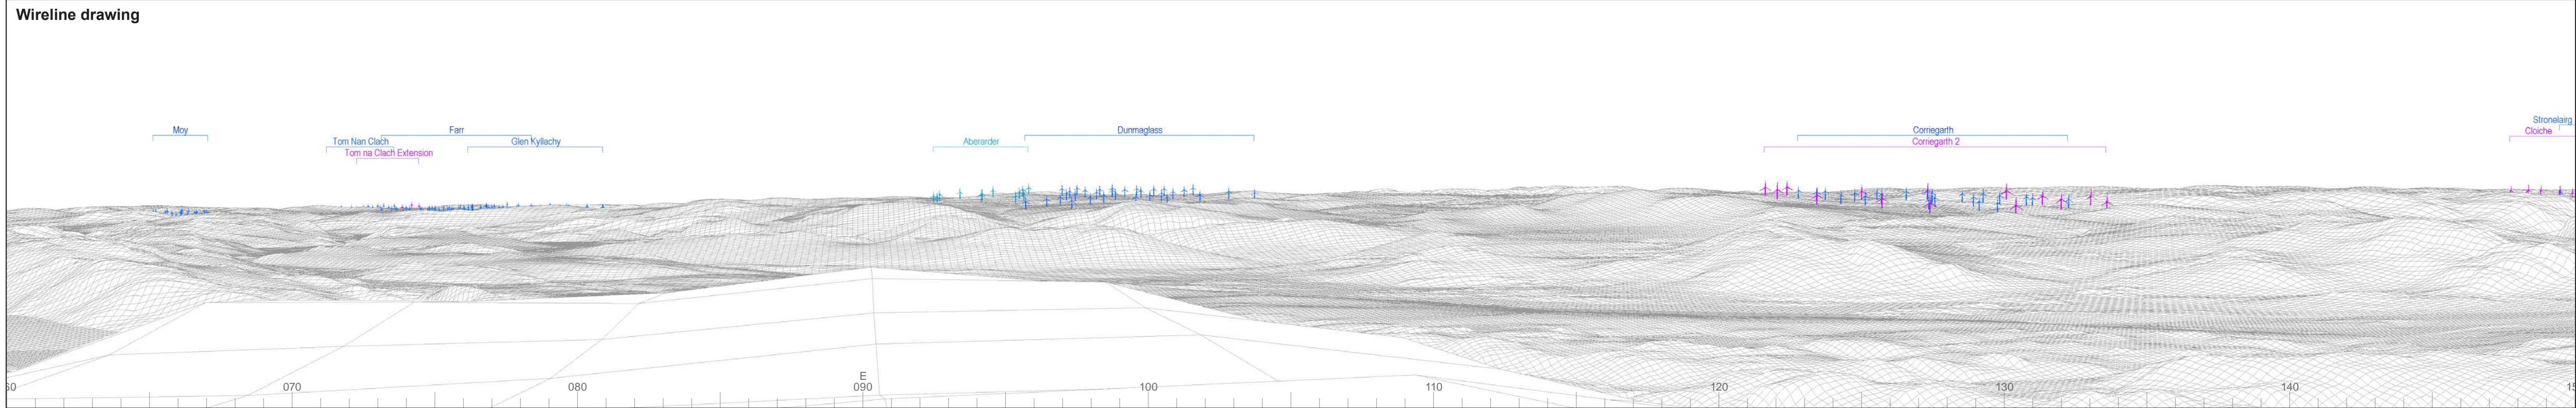 Wireline drawing
Moy
Farr
Tom Nan Clach
Glen Kyllachy
Tom na Clach Extension
Aberarder
Dunmaglass
Corriegarth
Corriegarth 2
Stronelairg
Cloiche
E
070 080 090 100 110 120 130 140